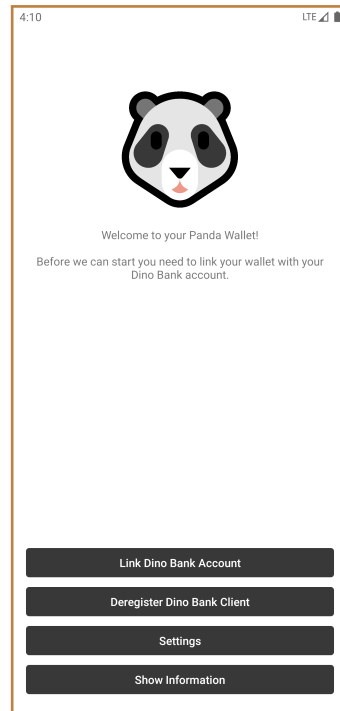 4:10 LTE
Welcome to your Panda Wallet!
Before we can start you need to link your wallet with your
Dino Bank account.
Link Dino Bank Account
Deregister Dino Bank Client
Settings
Show Information